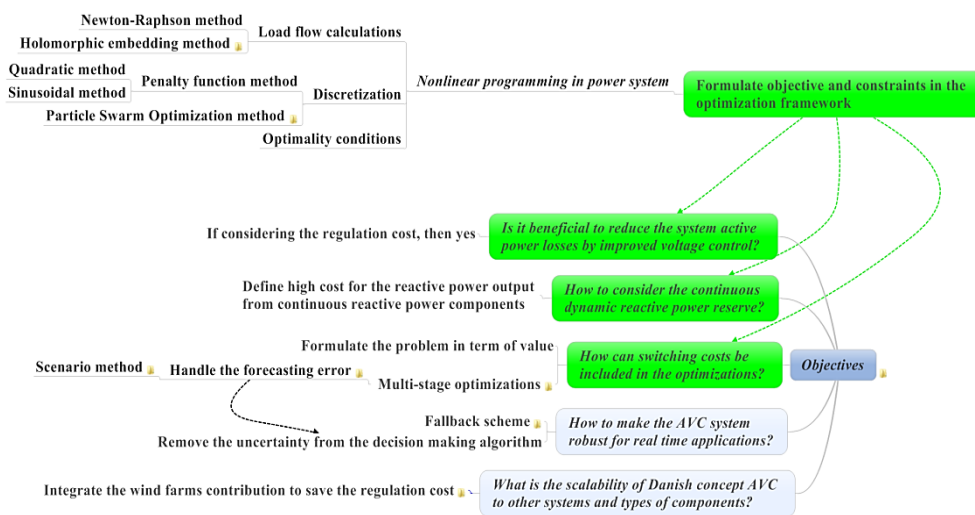 Newton-Raphson method
Holomorphic embedding method
Load flow calculations
Quadratic method
Sinusoidal method
Penalty function method
Particle Swarm Optimization method
Discretization
Optimality conditions
Nonlinear programming in power system
Formulate objective and constraints in the
optimization framework
If considering the regulation cost, then yes
Is it beneficial to reduce the system active
power losses by improved voltage control?
Define high cost for the reactive power output
from continuous reactive power components
How to consider the continuous
dynamic reactive power reserve?
Formulate the problem in term of value
Scenario method
Handle the forecasting error
Multi-stage optimizations
How can switching costs be
included in the optimizations?
Objectives
Fallback scheme
Remove the uncertainty from the decision making algorithm
How to make the AVC system
robust for real time applications?
Integrate the wind farms contribution to save the regulation cost
What is the scalability of Danish concept AVC
to other systems and types of components?